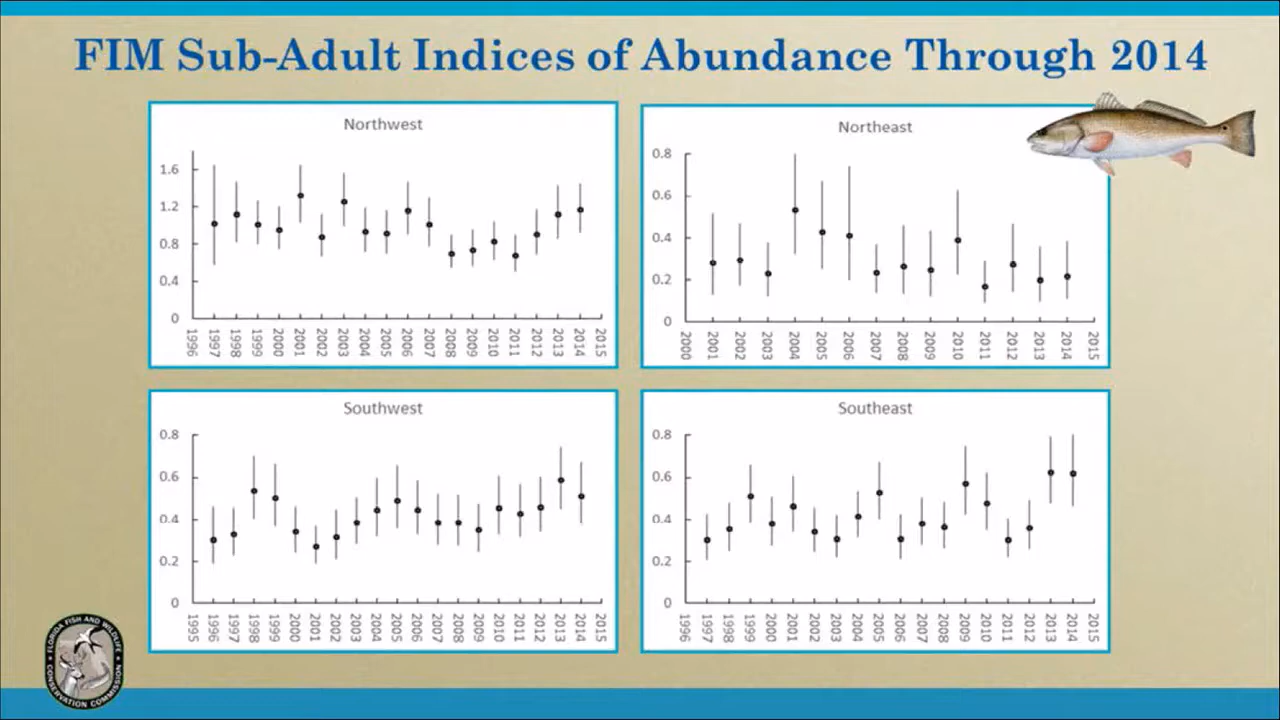 FIM Sub-Adult Indices of Abundance Through 2014
Northwest
1.6
1.2
0.8
0.4
0
1996 1997 1998 1999 2000 2001 2002 2003 2004 2005 2006 2007 2008 2009 2010 2011 2012 2013 2014 2015
Northeast
0.8
0.6
0.4
0.2
0
2000 2001 2002 2003 2004 2005 2006 2007 2008 2009 2010 2011 2012 2013 2014 2015
Southwest
0.8
0.6
0.4
0.2
0
1995 1996 1997 1998 1999 2000 2001 2002 2003 2004 2005 2006 2007 2008 2009 2010 2011 2012 2013 2014 2015
Southeast
0.8
0.6
0.4
0.2
0
1996 1997 1998 1999 2000 2001 2002 2003 2004 2005 2006 2007 2008 2009 2010 2011 2012 2013 2014 2015
FLORIDA FISH AND WILDLIFE
CONSERVATION COMMISSION